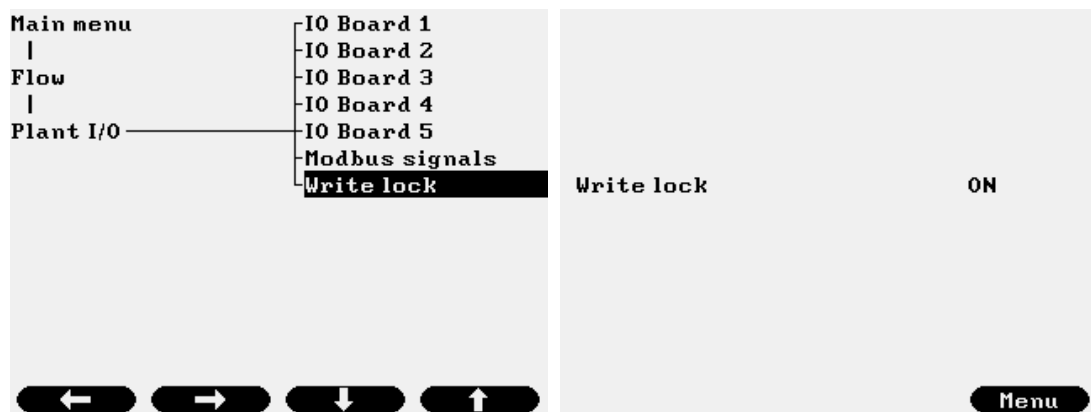 Main menu
Flow
Plant I/O
IO Board 1
IO Board 2
IO Board 3
IO Board 4
IO Board 5
Modbus signals
Write lock
Write lock ON
Menu